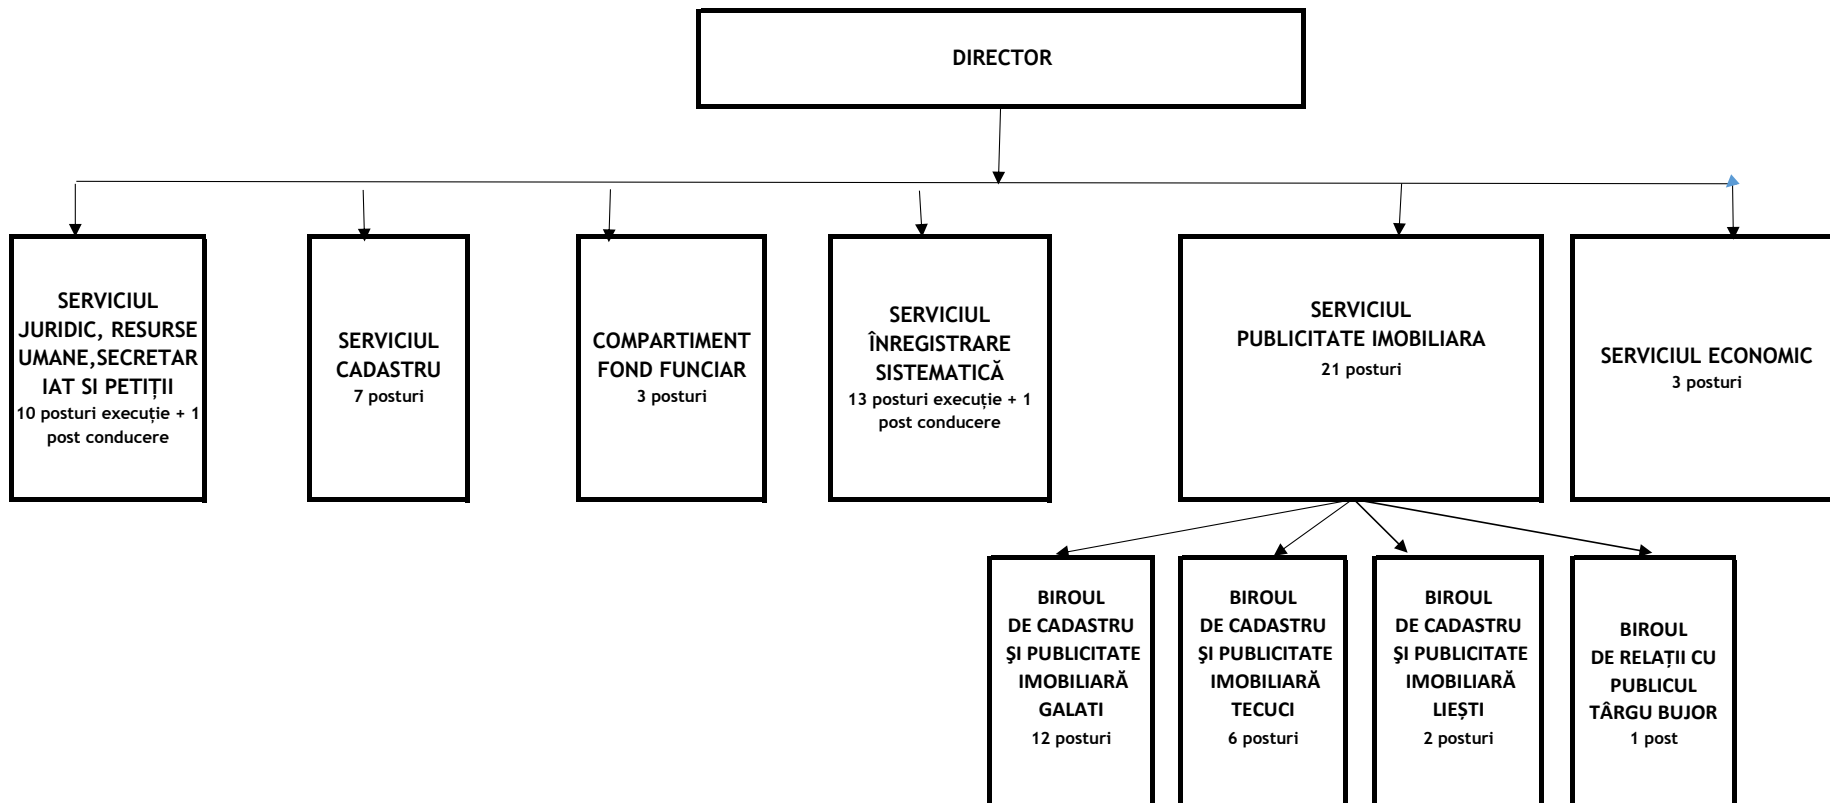 DIRECTOR
SERVICIUL
JURIDIC, RESURSE
UMANE,SECRETAR
IAT SI PETIȚII
10 posturi execuție + 1
post conducere
SERVICIUL
CADASTRU
7 posturi
COMPARTIMENT
FOND FUNCIAR
3 posturi
SERVICIUL
ÎNREGISTRARE
SISTEMATICĂ
13 posturi execuție + 1
post conducere
SERVICIUL
PUBLICITATE IMOBILIARA
21 posturi
SERVICIUL ECONOMIC
3 posturi
BIROUL
DE CADASTRU
ŞI PUBLICITATE
IMOBILIARĂ
GALATI
12 posturi
BIROUL
DE CADASTRU
ŞI PUBLICITATE
IMOBILIARĂ
TECUCI
6 posturi
BIROUL
DE CADASTRU
ŞI PUBLICITATE
IMOBILIARĂ
LIEȘTI
2 posturi
BIROUL
DE RELAȚII CU
PUBLICUL
TÂRGU BUJOR
1 post